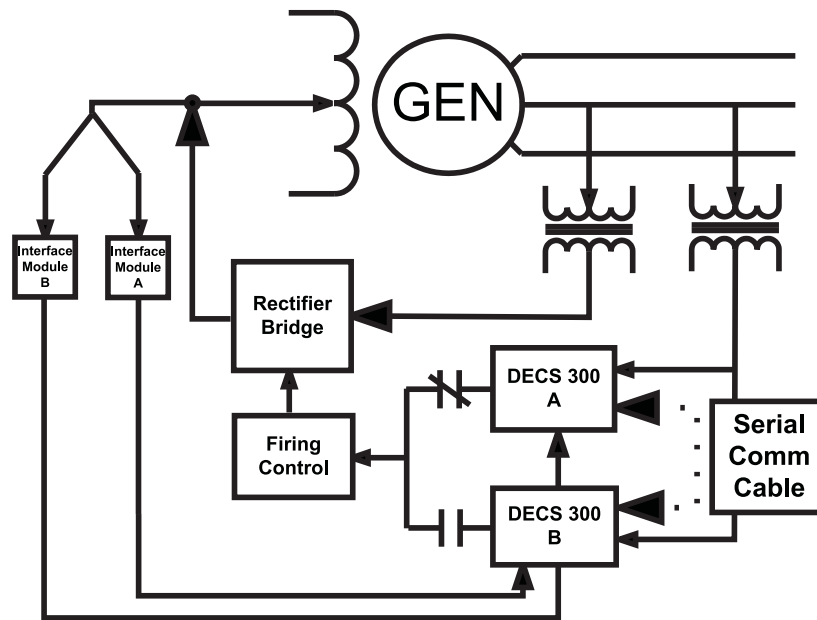 GEN
Interface
Module
B
Interface
Module
A
Rectifier
Bridge
DECS 300
A
Firing
Control
Serial
Comm
Cable
DECS 300
B